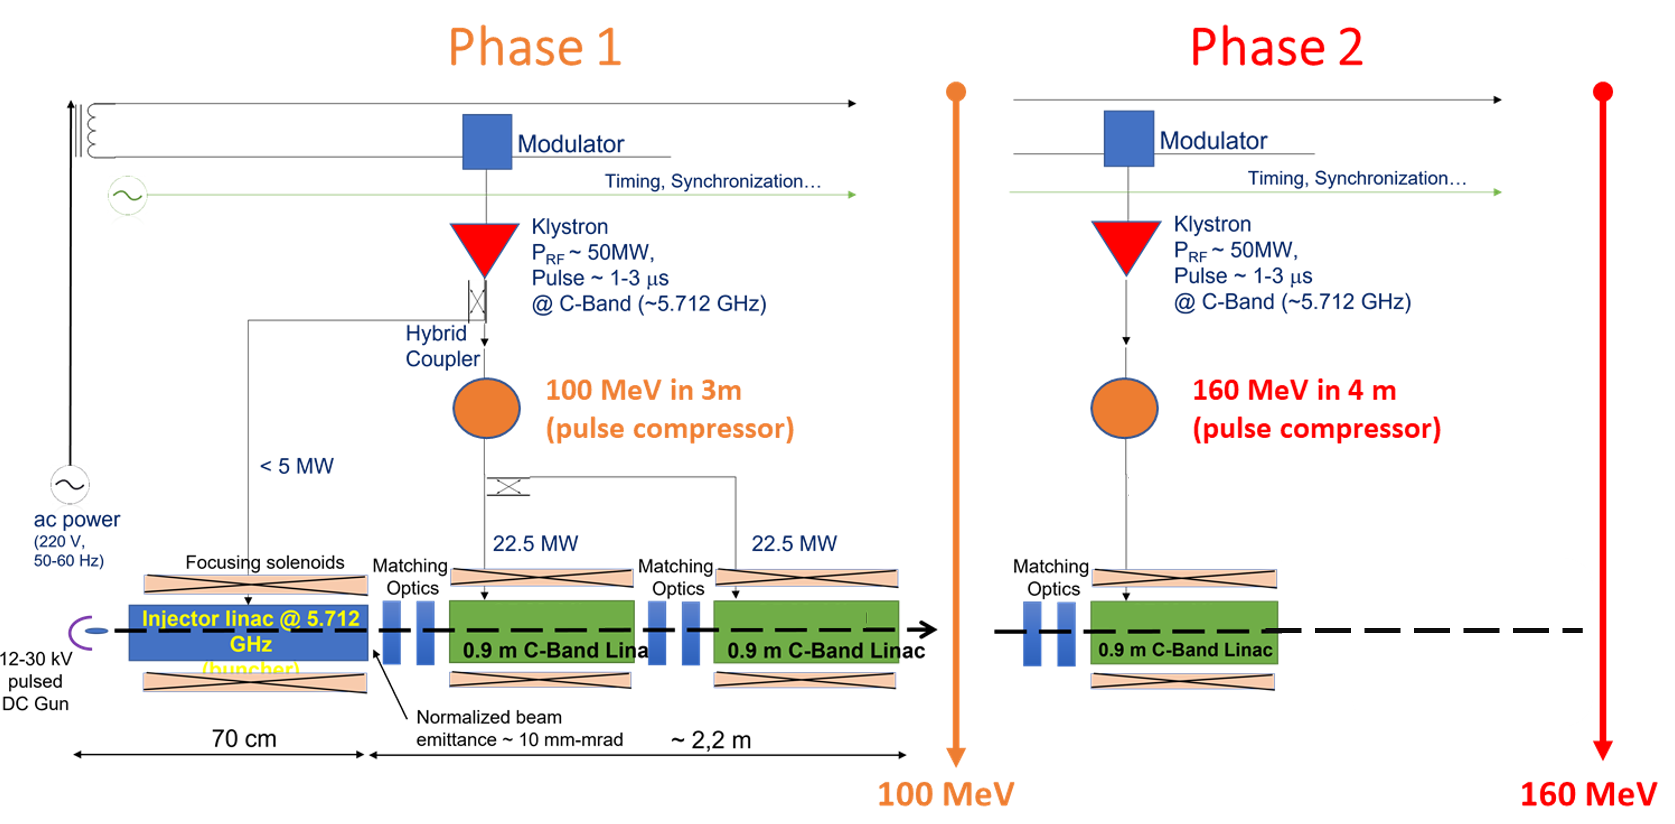 Phase 1
Phase 2
Modulator
Timing, Synchronization...
Klystron
PRF ~ 50MW,
Pulse ~ 1-3 μs
@ C-Band (~5.712 GHz)
Hybrid
Coupler
100 MeV in 3m
(pulse compressor)
< 5 MW
ac power
(220 V,
50-60 Hz)
22.5 MW
22.5 MW
Focusing solenoids
Matching
Optics
Matching
Optics
Injector linac @ 5.712
GHz
(buncher)
0.9 m C-Band Lina
0.9 m C-Band Linac
12-30 kV
pulsed
DC Gun
Normalized beam
emittance ~ 10 mm-mrad
70 cm
~ 2,2 m
100 MeV
Modulator
Timing, Synchronization...
Klystron
PRF ~ 50MW,
Pulse ~ 1-3 μs
@ C-Band (~5.712 GHz)
160 MeV in 4 m
(pulse compressor)
Matching
Optics
0.9 m C-Band Linac
160 MeV